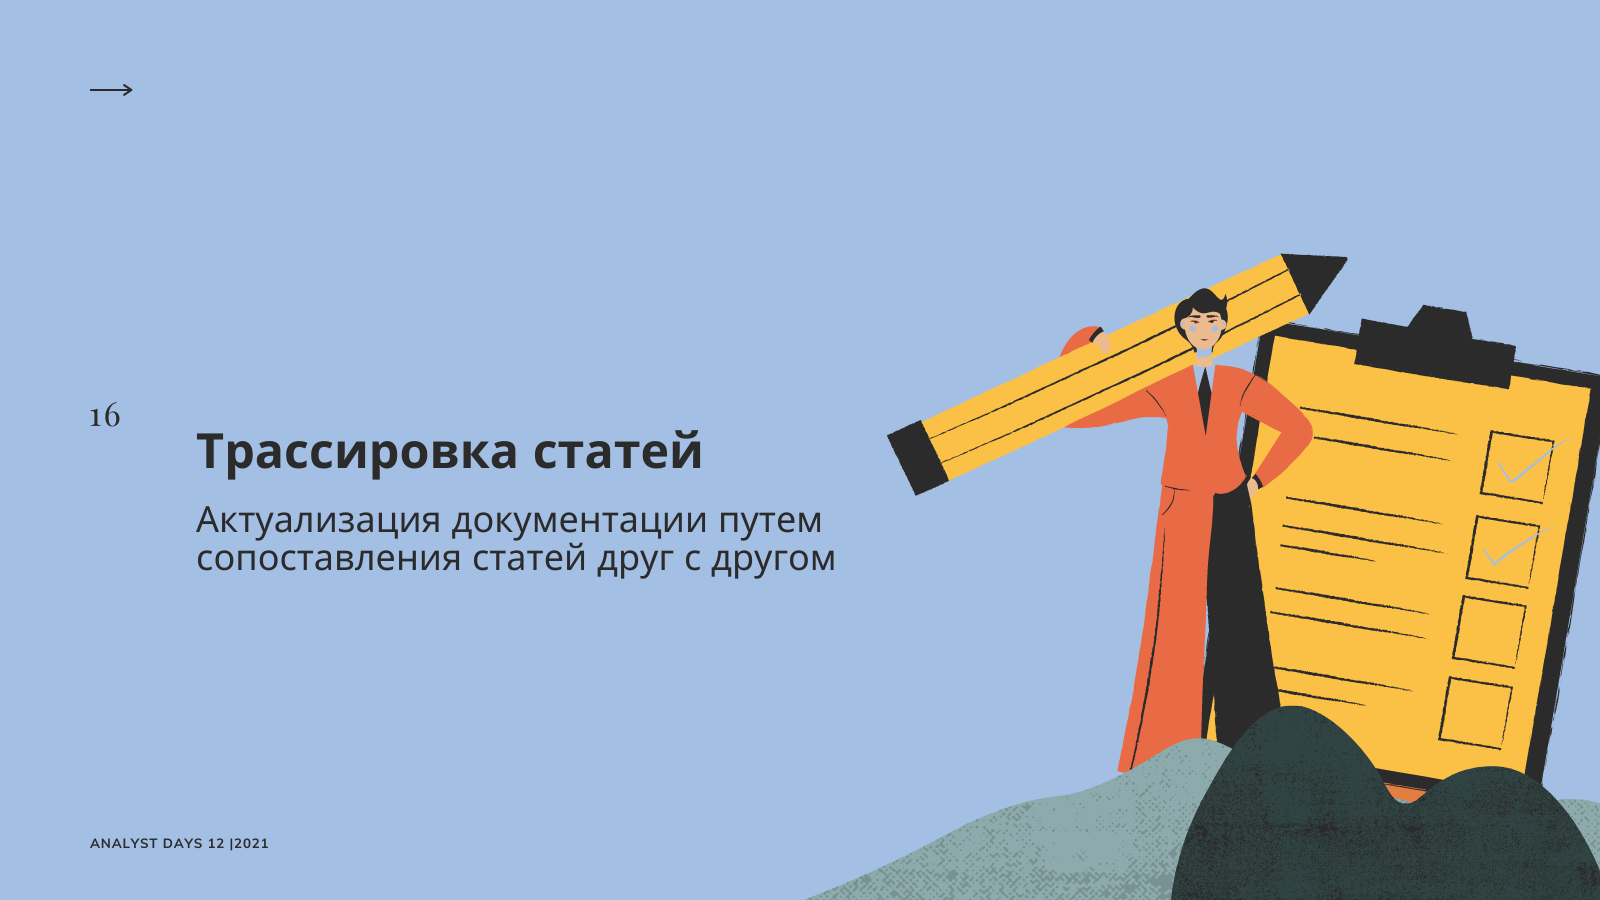 16
Трассировка статей
Актуализация документации путем
сопоставления статей друг с другом
ANALYST DAYS 12 |2021